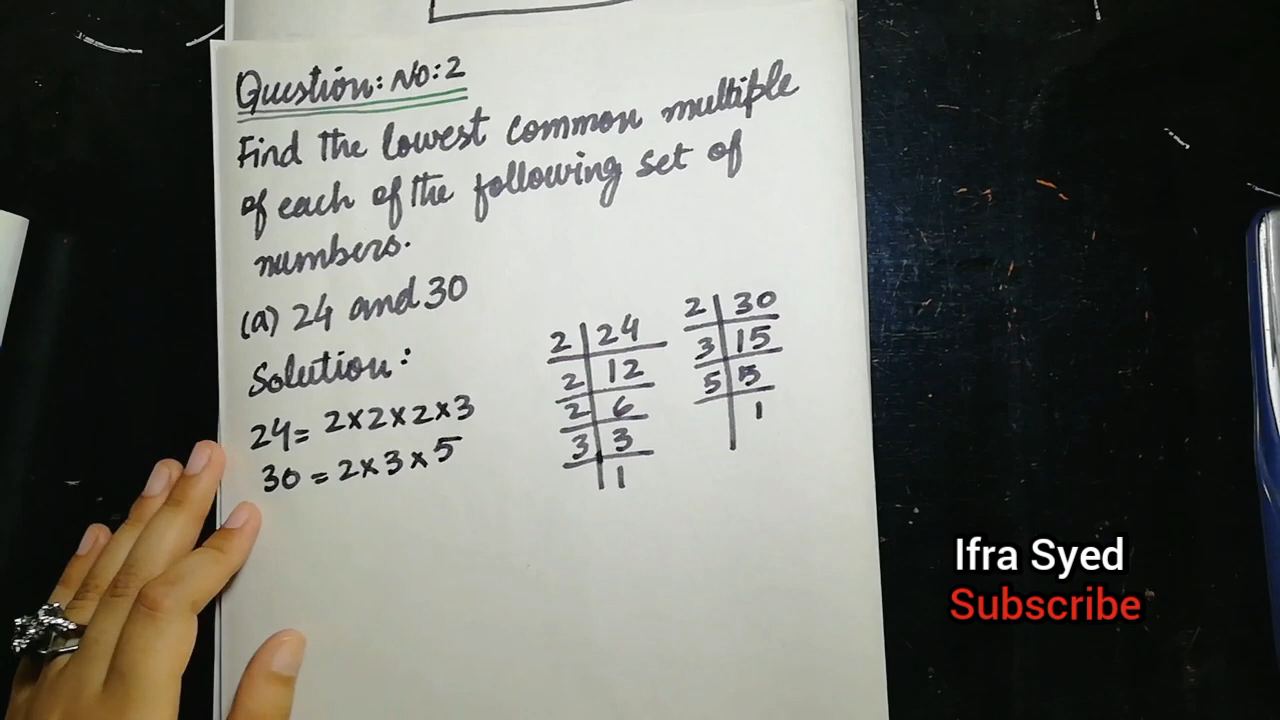 Question: No: 2
Find the lowest common multiple
of each of the following set of
numbers.
(a) 24 and 30
Solution:
24 = 2×2×2×3
30 = 2×3×5
2 | 24
2 | 12
2 | 6
3 | 3
1
2 | 30
3 | 15
5 | 5
1
Ifra Syed
Subscribe